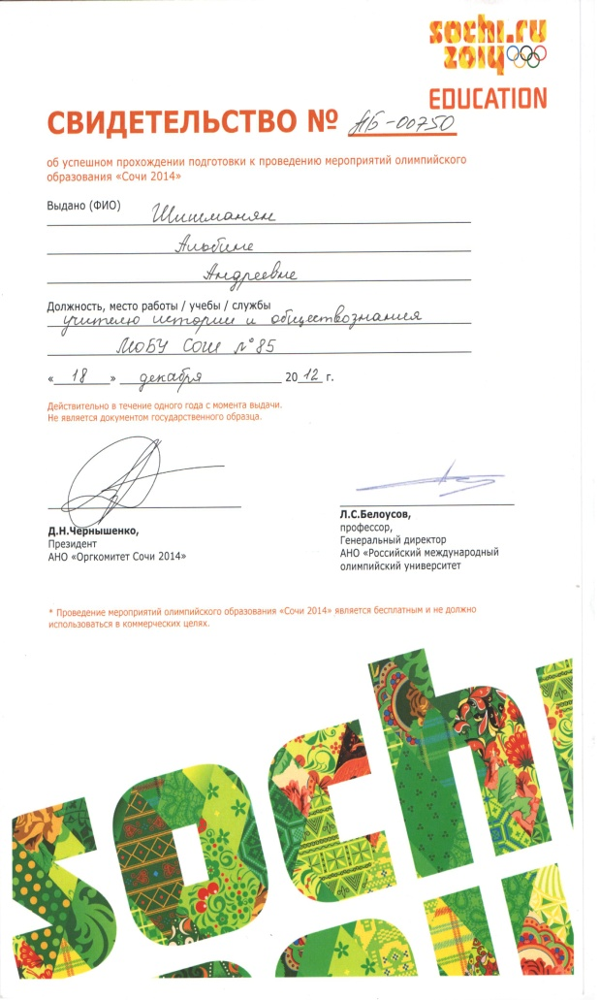 sochi.ru
2014
EDUCATION
СВИДЕТЕЛЬСТВО № АБ-00750
об успешном прохождении подготовки к проведению мероприятий олимпийского
образования «Сочи 2014»
Выдано (ФИО) Шишманян
Альбине
Андреевне
Должность, место работы / учебы / службы
учителю истории и обществознания
МОБУ СОШ №85
« 18 » декабря 2012 г.
Действительно в течение одного года с момента выдачи.
Не является документом государственного образца.
Д.Н.Чернышенко,
Президент
АНО «Оргкомитет Сочи 2014»
Л.С.Белоусов,
профессор,
Генеральный директор
АНО «Российский международный
олимпийский университет
* Проведение мероприятий олимпийского образования «Сочи 2014» является бесплатным и не должно
использоваться в коммерческих целях.
sochi